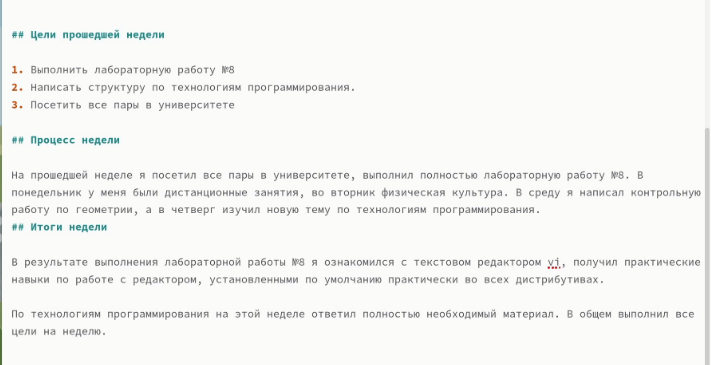 ## Цели прошедшей недели
1. Выполнить лабораторную работу №8
2. Написать структуру по технологиям программирования.
3. Посетить все пары в университете
## Процесс недели
На прошедшей неделе я посетил все пары в университете, выполнил полностью лабораторную работу №8. В
понедельник у меня были дистанционные занятия, во вторник физическая культура. В среду я написал контрольную
работу по геометрии, а в четверг изучил новую тему по технологиям программирования.
## Итоги недели
В результате выполнения лабораторной работы №8 я ознакомился с текстовом редактором vi, получил практические
навыки по работе с редактором, установленными по умолчанию практически во всех дистрибутивах.
По технологиям программирования на этой неделе ответил полностью необходимый материал. В общем выполнил все
цели на неделю.